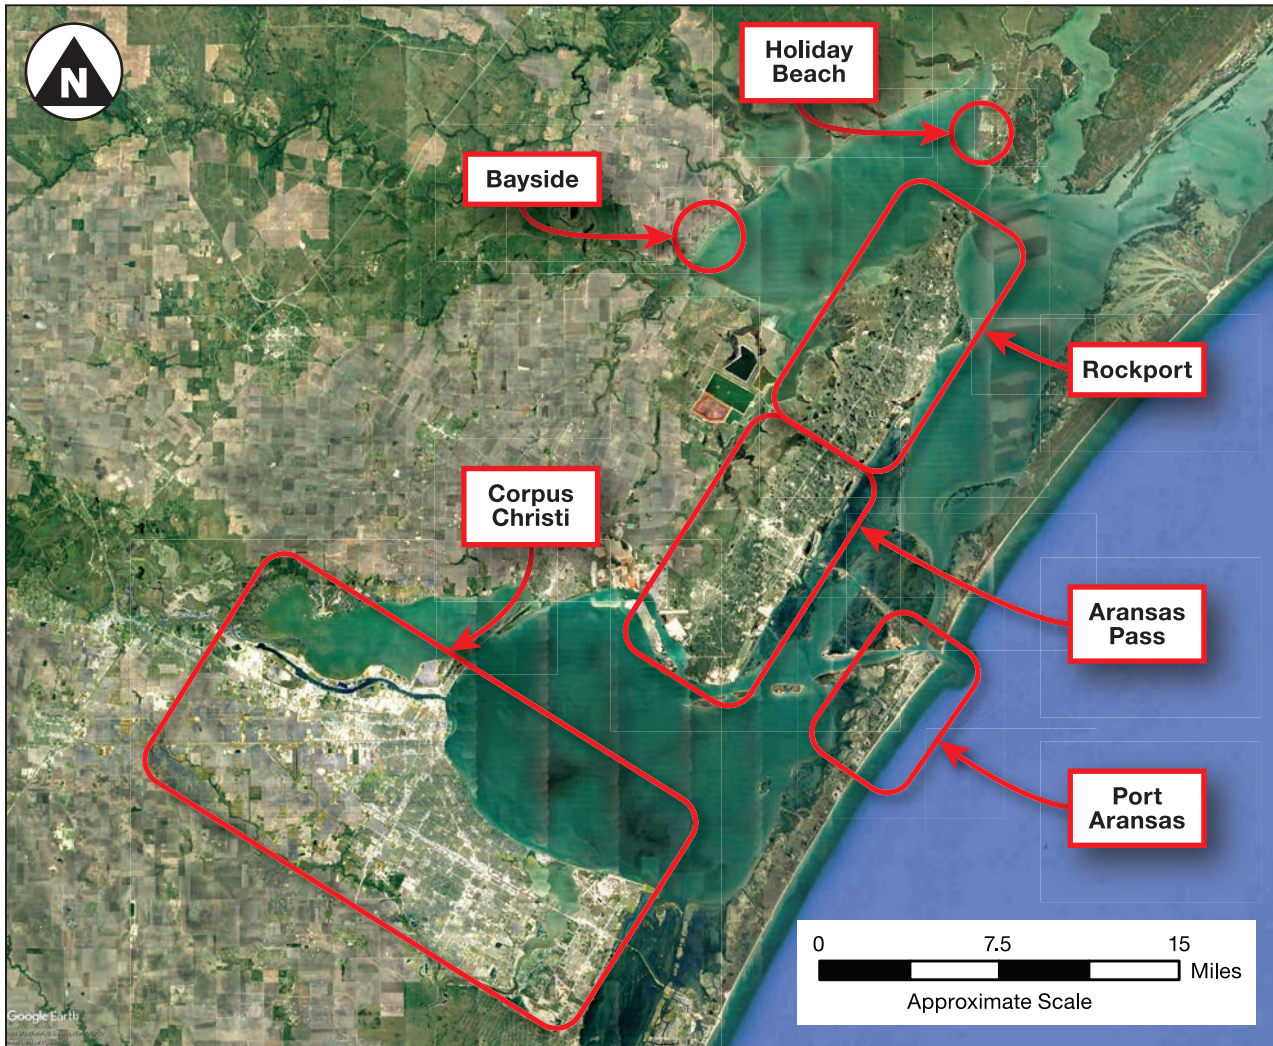 N
Holiday
Beach
Bayside
Rockport
Corpus
Christi
Aransas
Pass
Port
Aransas
0 7.5 15
Miles
Approximate Scale
Google Earth